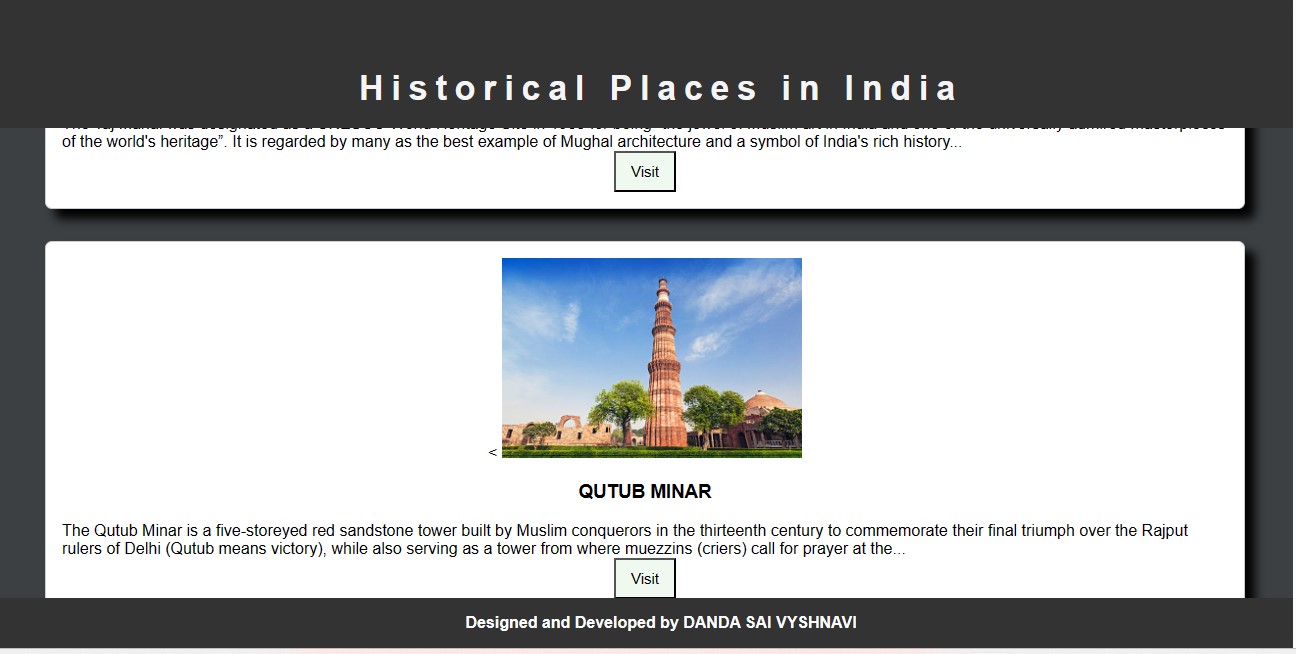 Historical Places in India
of the world's heritage”. It is regarded by many as the best example of Mughal architecture and a symbol of India's rich history...
Visit
<
QUTUB MINAR
The Qutub Minar is a five-storeyed red sandstone tower built by Muslim conquerors in the thirteenth century to commemorate their final triumph over the Rajput
rulers of Delhi (Qutub means victory), while also serving as a tower from where muezzins (criers) call for prayer at the...
Visit
Designed and Developed by DANDA SAI VYSHNAVI